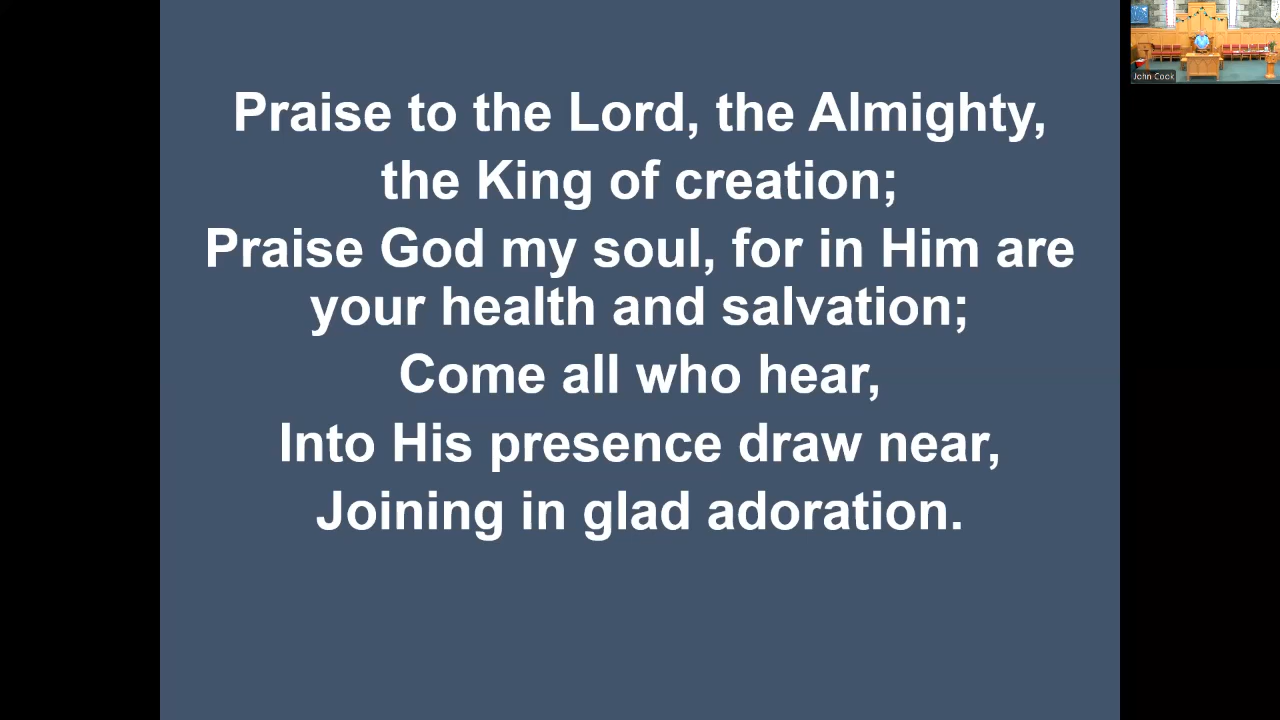 Praise to the Lord, the Almighty,
the King of creation;
Praise God my soul, for in Him are
your health and salvation;
Come all who hear,
Into His presence draw near,
Joining in glad adoration.
John Cook